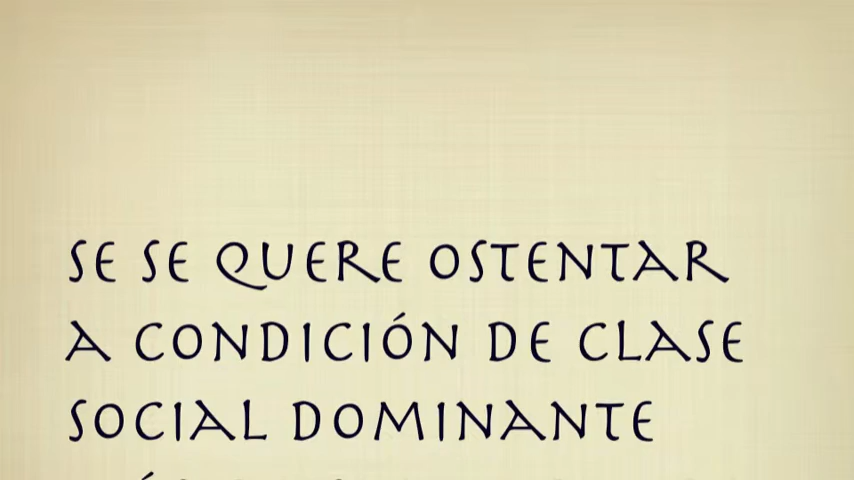 SE SE QUERE OSTENTAR
A CONDICIÓN DE CLASE
SOCIAL DOMINANTE